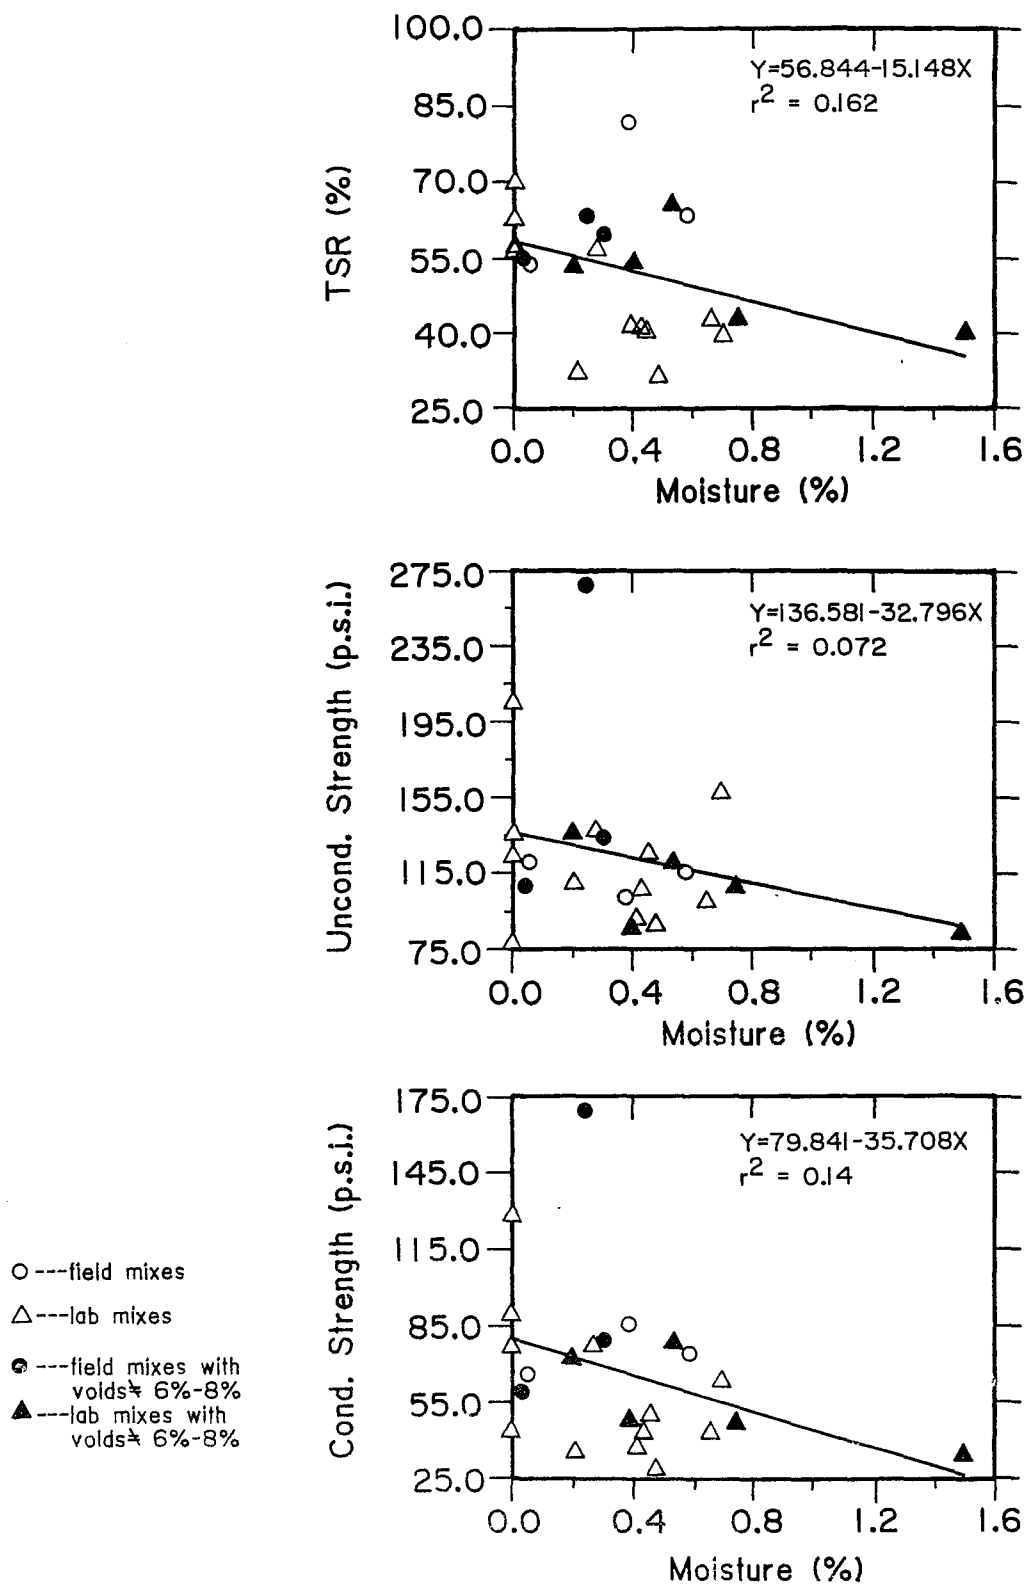 100.0
85.0
70.0
55.0
40.0
25.0
TSR (%)
Y=56.844-15.148X
r2 = 0.162
0.0 0.4 0.8 1.2 1.6
Moisture (%)
275.0
235.0
195.0
155.0
115.0
75.0
Uncond. Strength (p.s.i.)
Y=136.581-32.796X
r2 = 0.072
0.0 0.4 0.8 1.2 1.6
Moisture (%)
175.0
145.0
115.0
85.0
55.0
25.0
Cond. Strength (p.s.i.)
Y=79.841-35.708X
r2 = 0.14
0.0 0.4 0.8 1.2 1.6
Moisture (%)
---field mixes
---lab mixes
---field mixes with
voids≠ 6%-8%
---lab mixes with
voids≠ 6%-8%